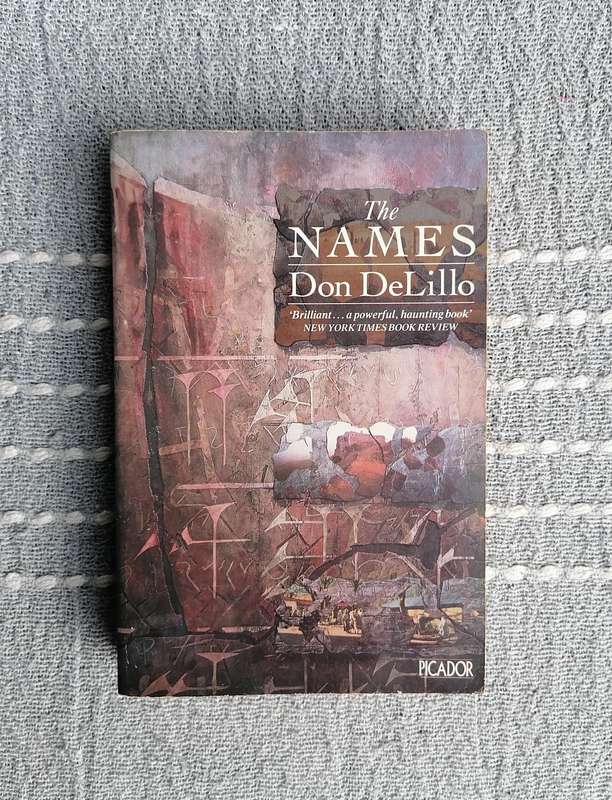 The
NAMES
Don DeLillo
‘Brilliant . . . a powerful, haunting book’
NEW YORK TIMES BOOK REVIEW
PICADOR